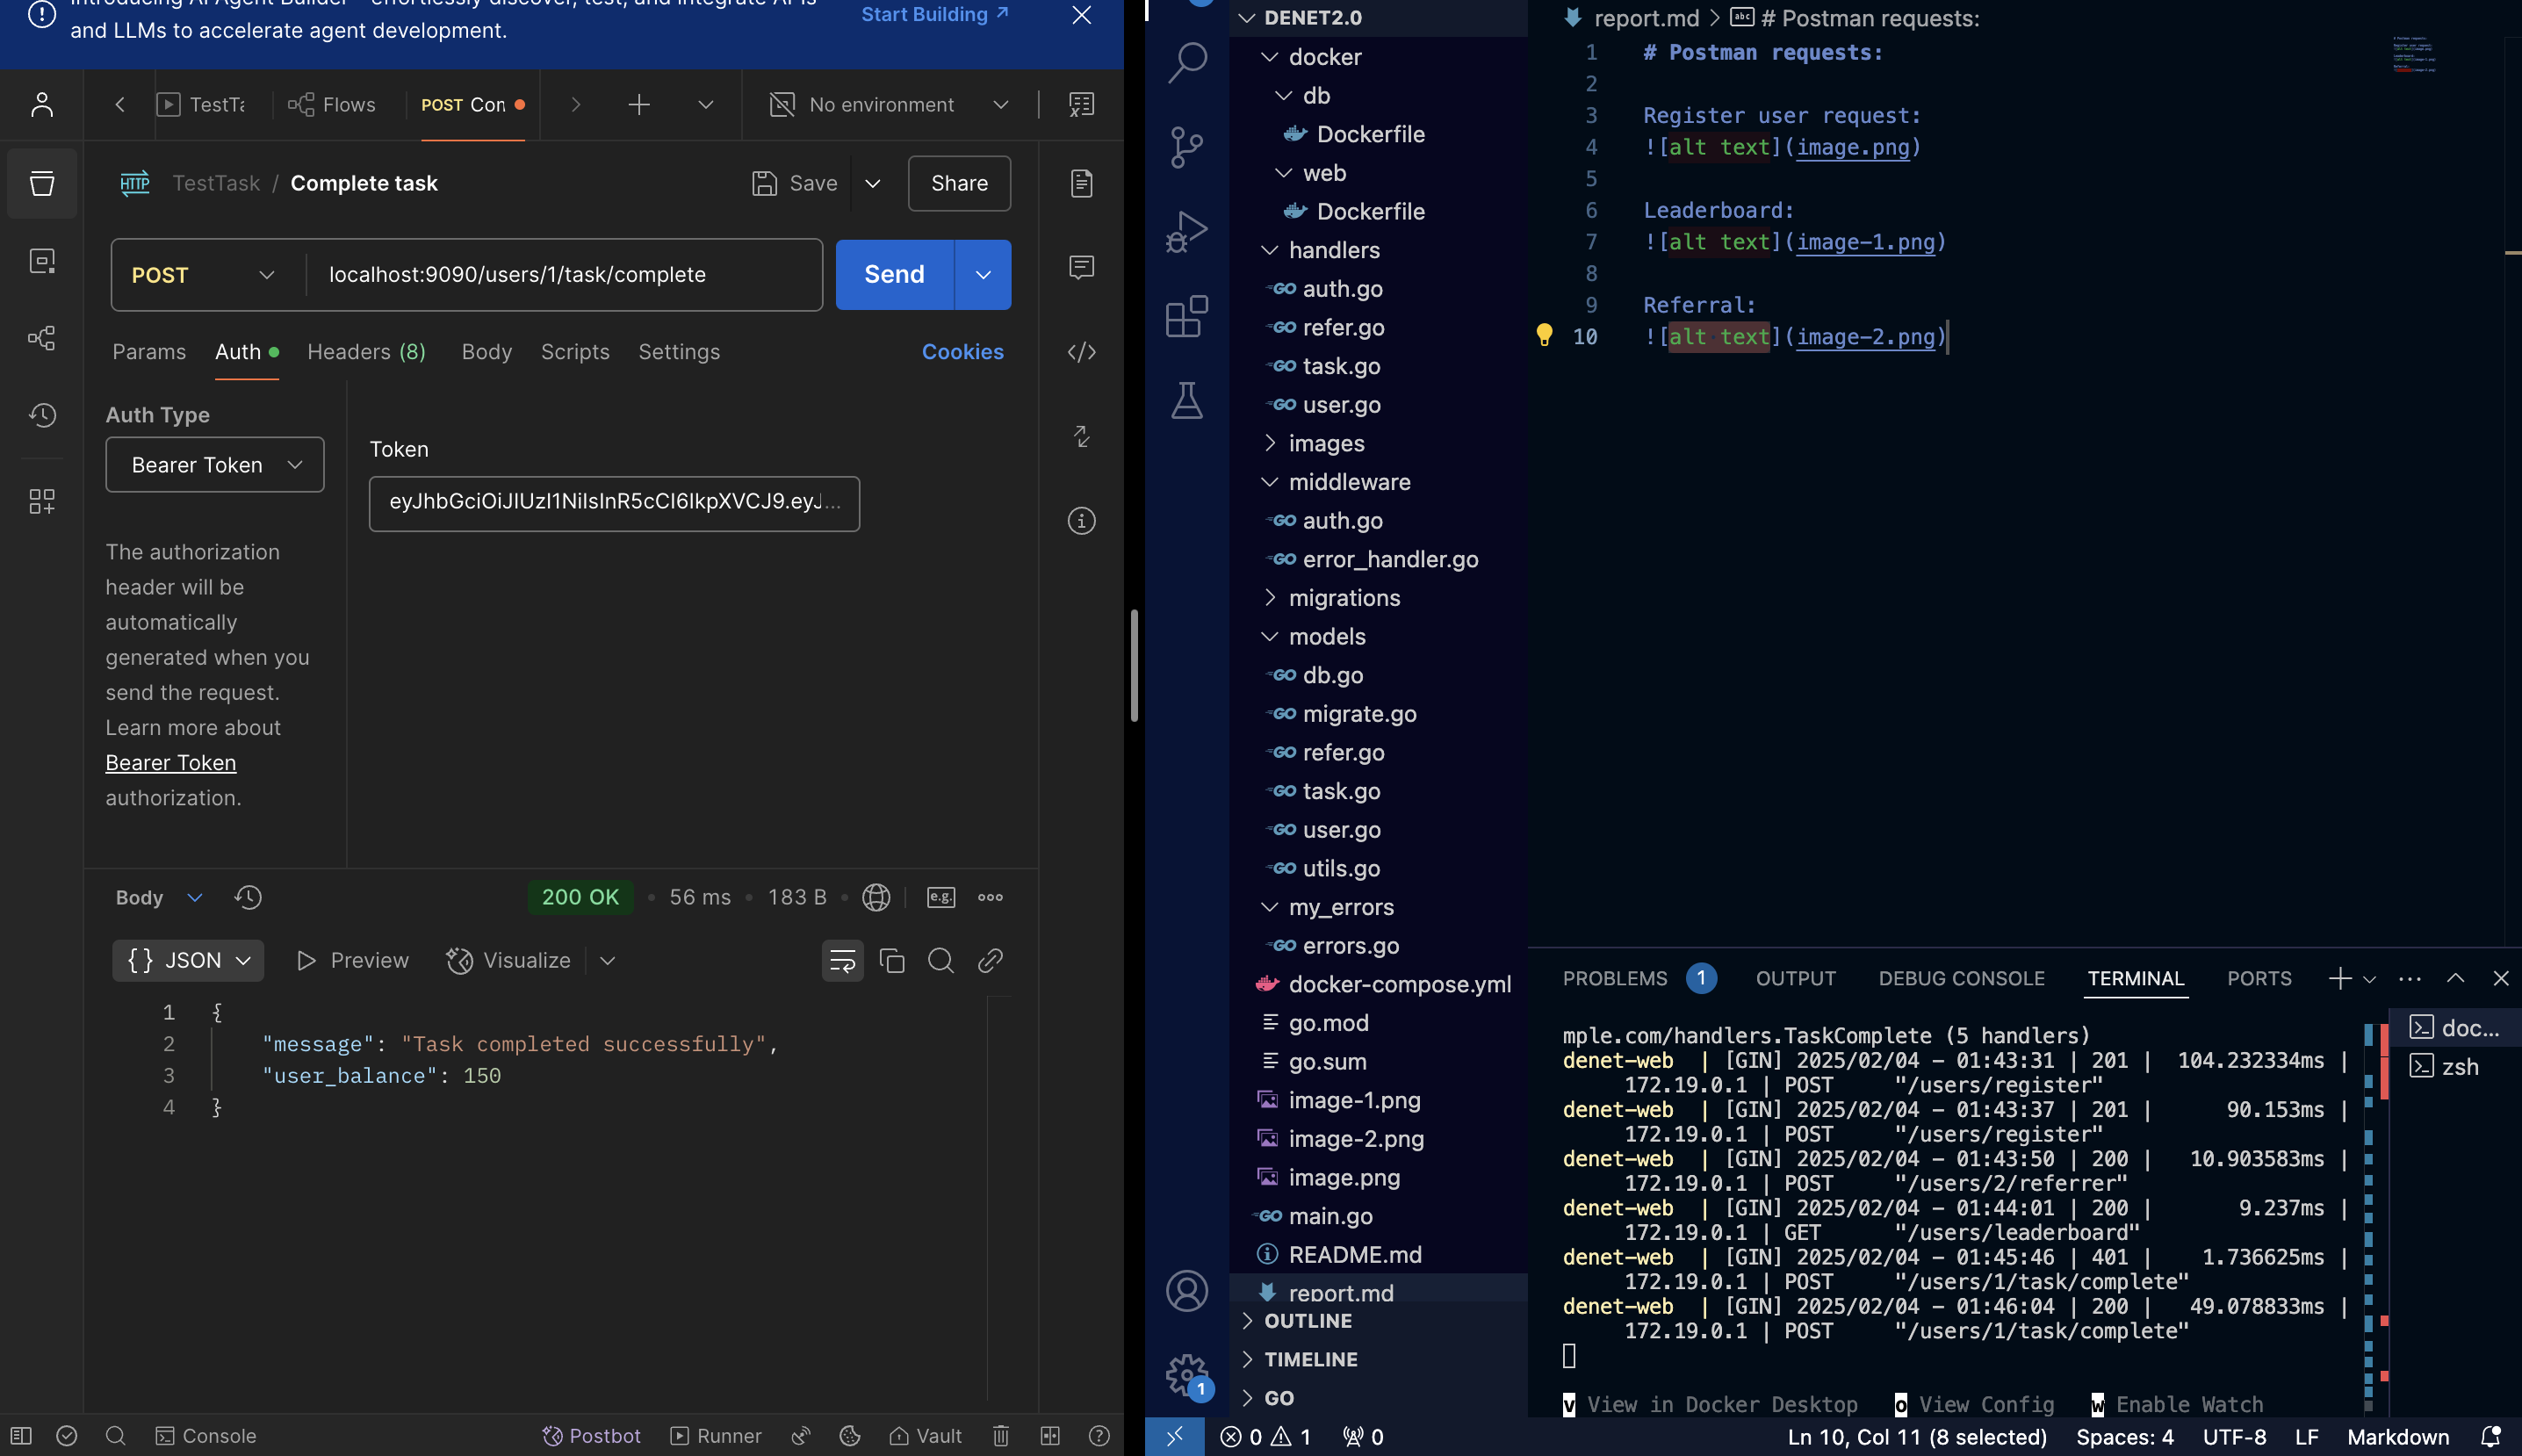 and LLMs to accelerate agent development.
Start Building ↗
TestTa
Flows
POST Con
No environment
HTTP TestTask / Complete task
Save
Share
POST
localhost:9090/users/1/task/complete
Send
Params
Auth
Headers (8)
Body
Scripts
Settings
Cookies
Auth Type
Bearer Token
The authorization
header will be
automatically
generated when you
send the request.
Learn more about
Bearer Token
authorization.
Token
eyJhbGciOiJIUzI1NiIsInR5cCI6IkpXVCJ9.eyJ...
Body
200 OK • 56 ms • 183 B
e.g.
{} JSON
Preview
Visualize
1 {
2 "message": "Task completed successfully",
3 "user_balance": 150
4 }
Console
Postbot
Runner
Vault
DENET2.0
docker
db
Dockerfile
web
Dockerfile
handlers
auth.go
refer.go
task.go
user.go
images
middleware
auth.go
error_handler.go
migrations
models
db.go
migrate.go
refer.go
task.go
user.go
utils.go
my_errors
errors.go
docker-compose.yml
go.mod
go.sum
image-1.png
image-2.png
image.png
main.go
README.md
report.md
OUTLINE
TIMELINE
GO
1
report.md > abc # Postman requests:
1 # Postman requests:
2
3 Register user request:
4 ![alt text](image.png)
5
6 Leaderboard:
7 ![alt text](image-1.png)
8
9 Referral:
10 ![alt text](image-2.png)
PROBLEMS 1
OUTPUT
DEBUG CONSOLE
TERMINAL
PORTS
mple.com/handlers.TaskComplete (5 handlers)
denet-web | [GIN] 2025/02/04 - 01:43:31 | 201 | 104.232334ms |
172.19.0.1 | POST "/users/register"
denet-web | [GIN] 2025/02/04 - 01:43:37 | 201 | 90.153ms |
172.19.0.1 | POST "/users/register"
denet-web | [GIN] 2025/02/04 - 01:43:50 | 200 | 10.903583ms |
172.19.0.1 | POST "/users/2/referrer"
denet-web | [GIN] 2025/02/04 - 01:44:01 | 200 | 9.237ms |
172.19.0.1 | GET "/users/leaderboard"
denet-web | [GIN] 2025/02/04 - 01:45:46 | 401 | 1.736625ms |
172.19.0.1 | POST "/users/1/task/complete"
denet-web | [GIN] 2025/02/04 - 01:46:04 | 200 | 49.078833ms |
172.19.0.1 | POST "/users/1/task/complete"
v View in Docker Desktop o View Config w Enable Watch
doc...
zsh
0 1
0
Ln 10, Col 11 (8 selected)
Spaces: 4
UTF-8
LF
Markdown